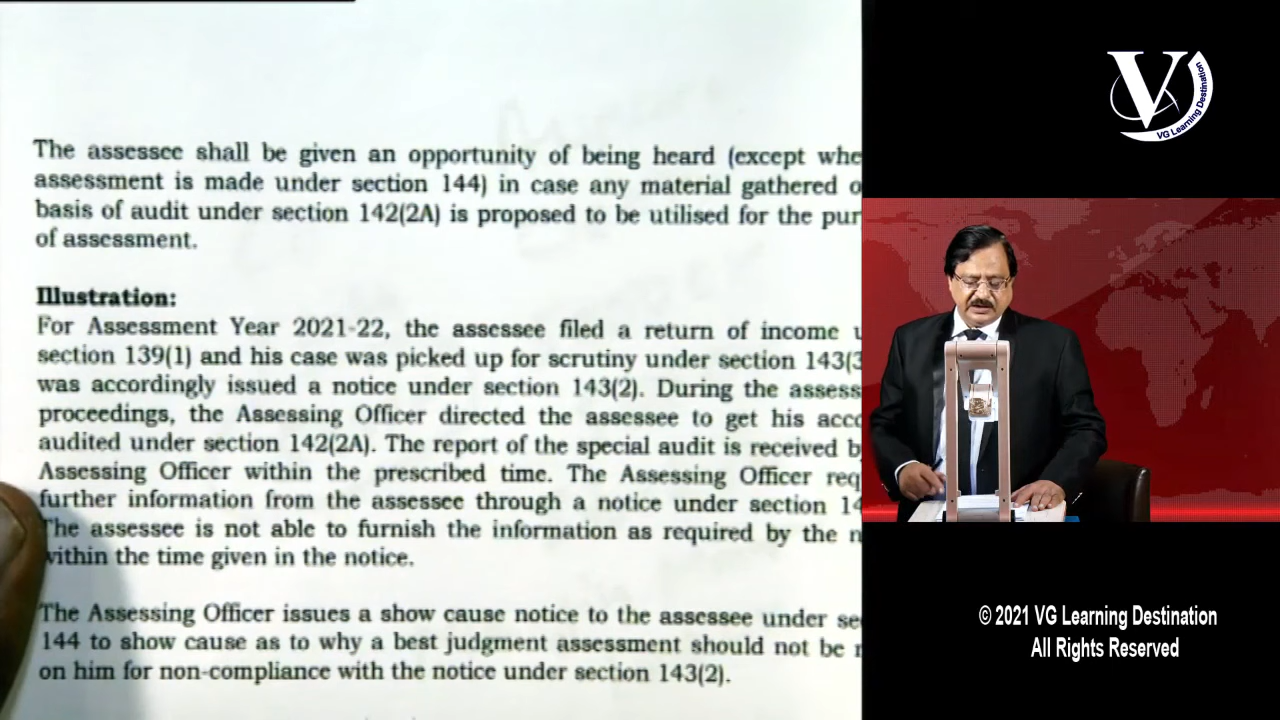 The assessee shall be given an opportunity of being heard (except whe
assessment is made under section 144) in case any material gathered o
basis of audit under section 142(2A) is proposed to be utilised for the pur
of assessment.
Illustration:
For Assessment Year 2021-22, the assessee filed a return of income u
section 139(1) and his case was picked up for scrutiny under section 143(3
was accordingly issued a notice under section 143(2). During the assess
proceedings, the Assessing Officer directed the assessee to get his acco
audited under section 142(2A). The report of the special audit is received b
Assessing Officer within the prescribed time. The Assessing Officer req
further information from the assessee through a notice under section 14
The assessee is not able to furnish the information as required by the n
within the time given in the notice.
The Assessing Officer issues a show cause notice to the assessee under se
144 to show cause as to why a best judgment assessment should not be
on him for non-compliance with the notice under section 143(2).
V
VG Learning Destination
© 2021 VG Learning Destination
All Rights Reserved